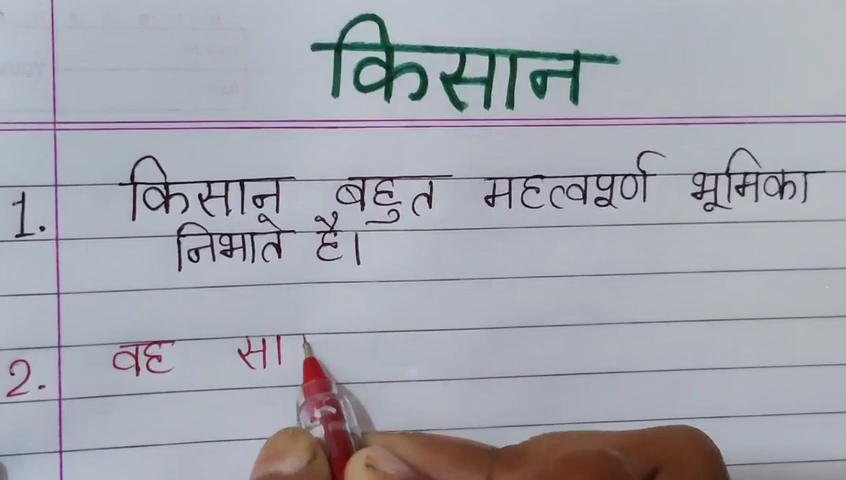 किसान
1. किसान बहुत महत्वपूर्ण भूमिका
निभाते है।
2. वह सा